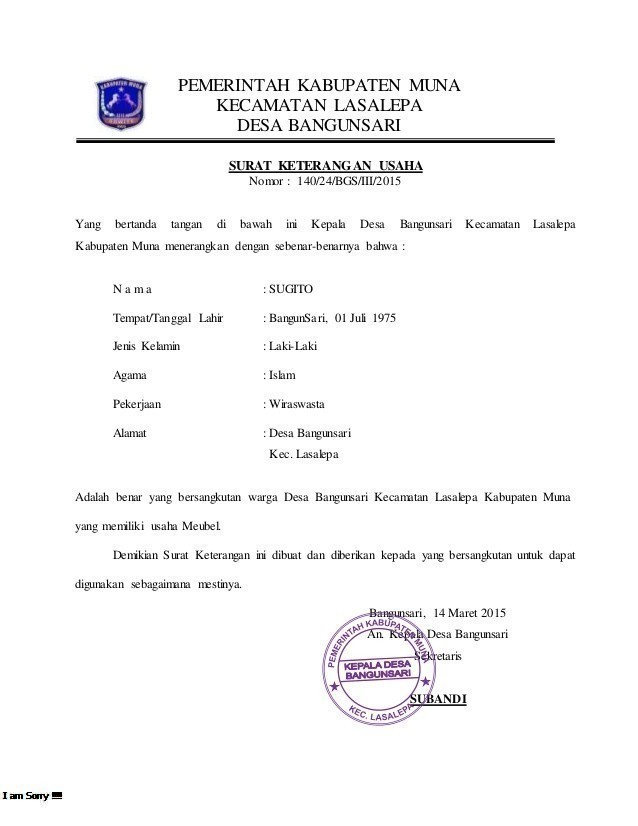 PEMERINTAH KABUPATEN MUNA
KECAMATAN LASALEPA
DESA BANGUNSARI
KABUPATEN MUNA
SURAT KETERANGAN USAHA
Nomor : 140/24/BGS/III/2015
Yang bertanda tangan di bawah ini Kepala Desa Bangunsari Kecamatan Lasalepa
Kabupaten Muna menerangkan dengan sebenar-benarnya bahwa :
N a m a : SUGITO
Tempat/Tanggal Lahir : BangunSari, 01 Juli 1975
Jenis Kelamin : Laki-Laki
Agama : Islam
Pekerjaan : Wiraswasta
Alamat : Desa Bangunsari
Kec. Lasalepa
Adalah benar yang bersangkutan warga Desa Bangunsari Kecamatan Lasalepa Kabupaten Muna
yang memiliki usaha Meubel.
Demikian Surat Keterangan ini dibuat dan diberikan kepada yang bersangkutan untuk dapat
digunakan sebagaimana mestinya.
Bangunsari, 14 Maret 2015
An. Kepala Desa Bangunsari
Sekretaris
PEMERINTAH KABUPATEN MUNA
KEPALA DESA
BANGUNSARI
KEC. LASALEPA
SUBANDI
I am Sorry !!!!